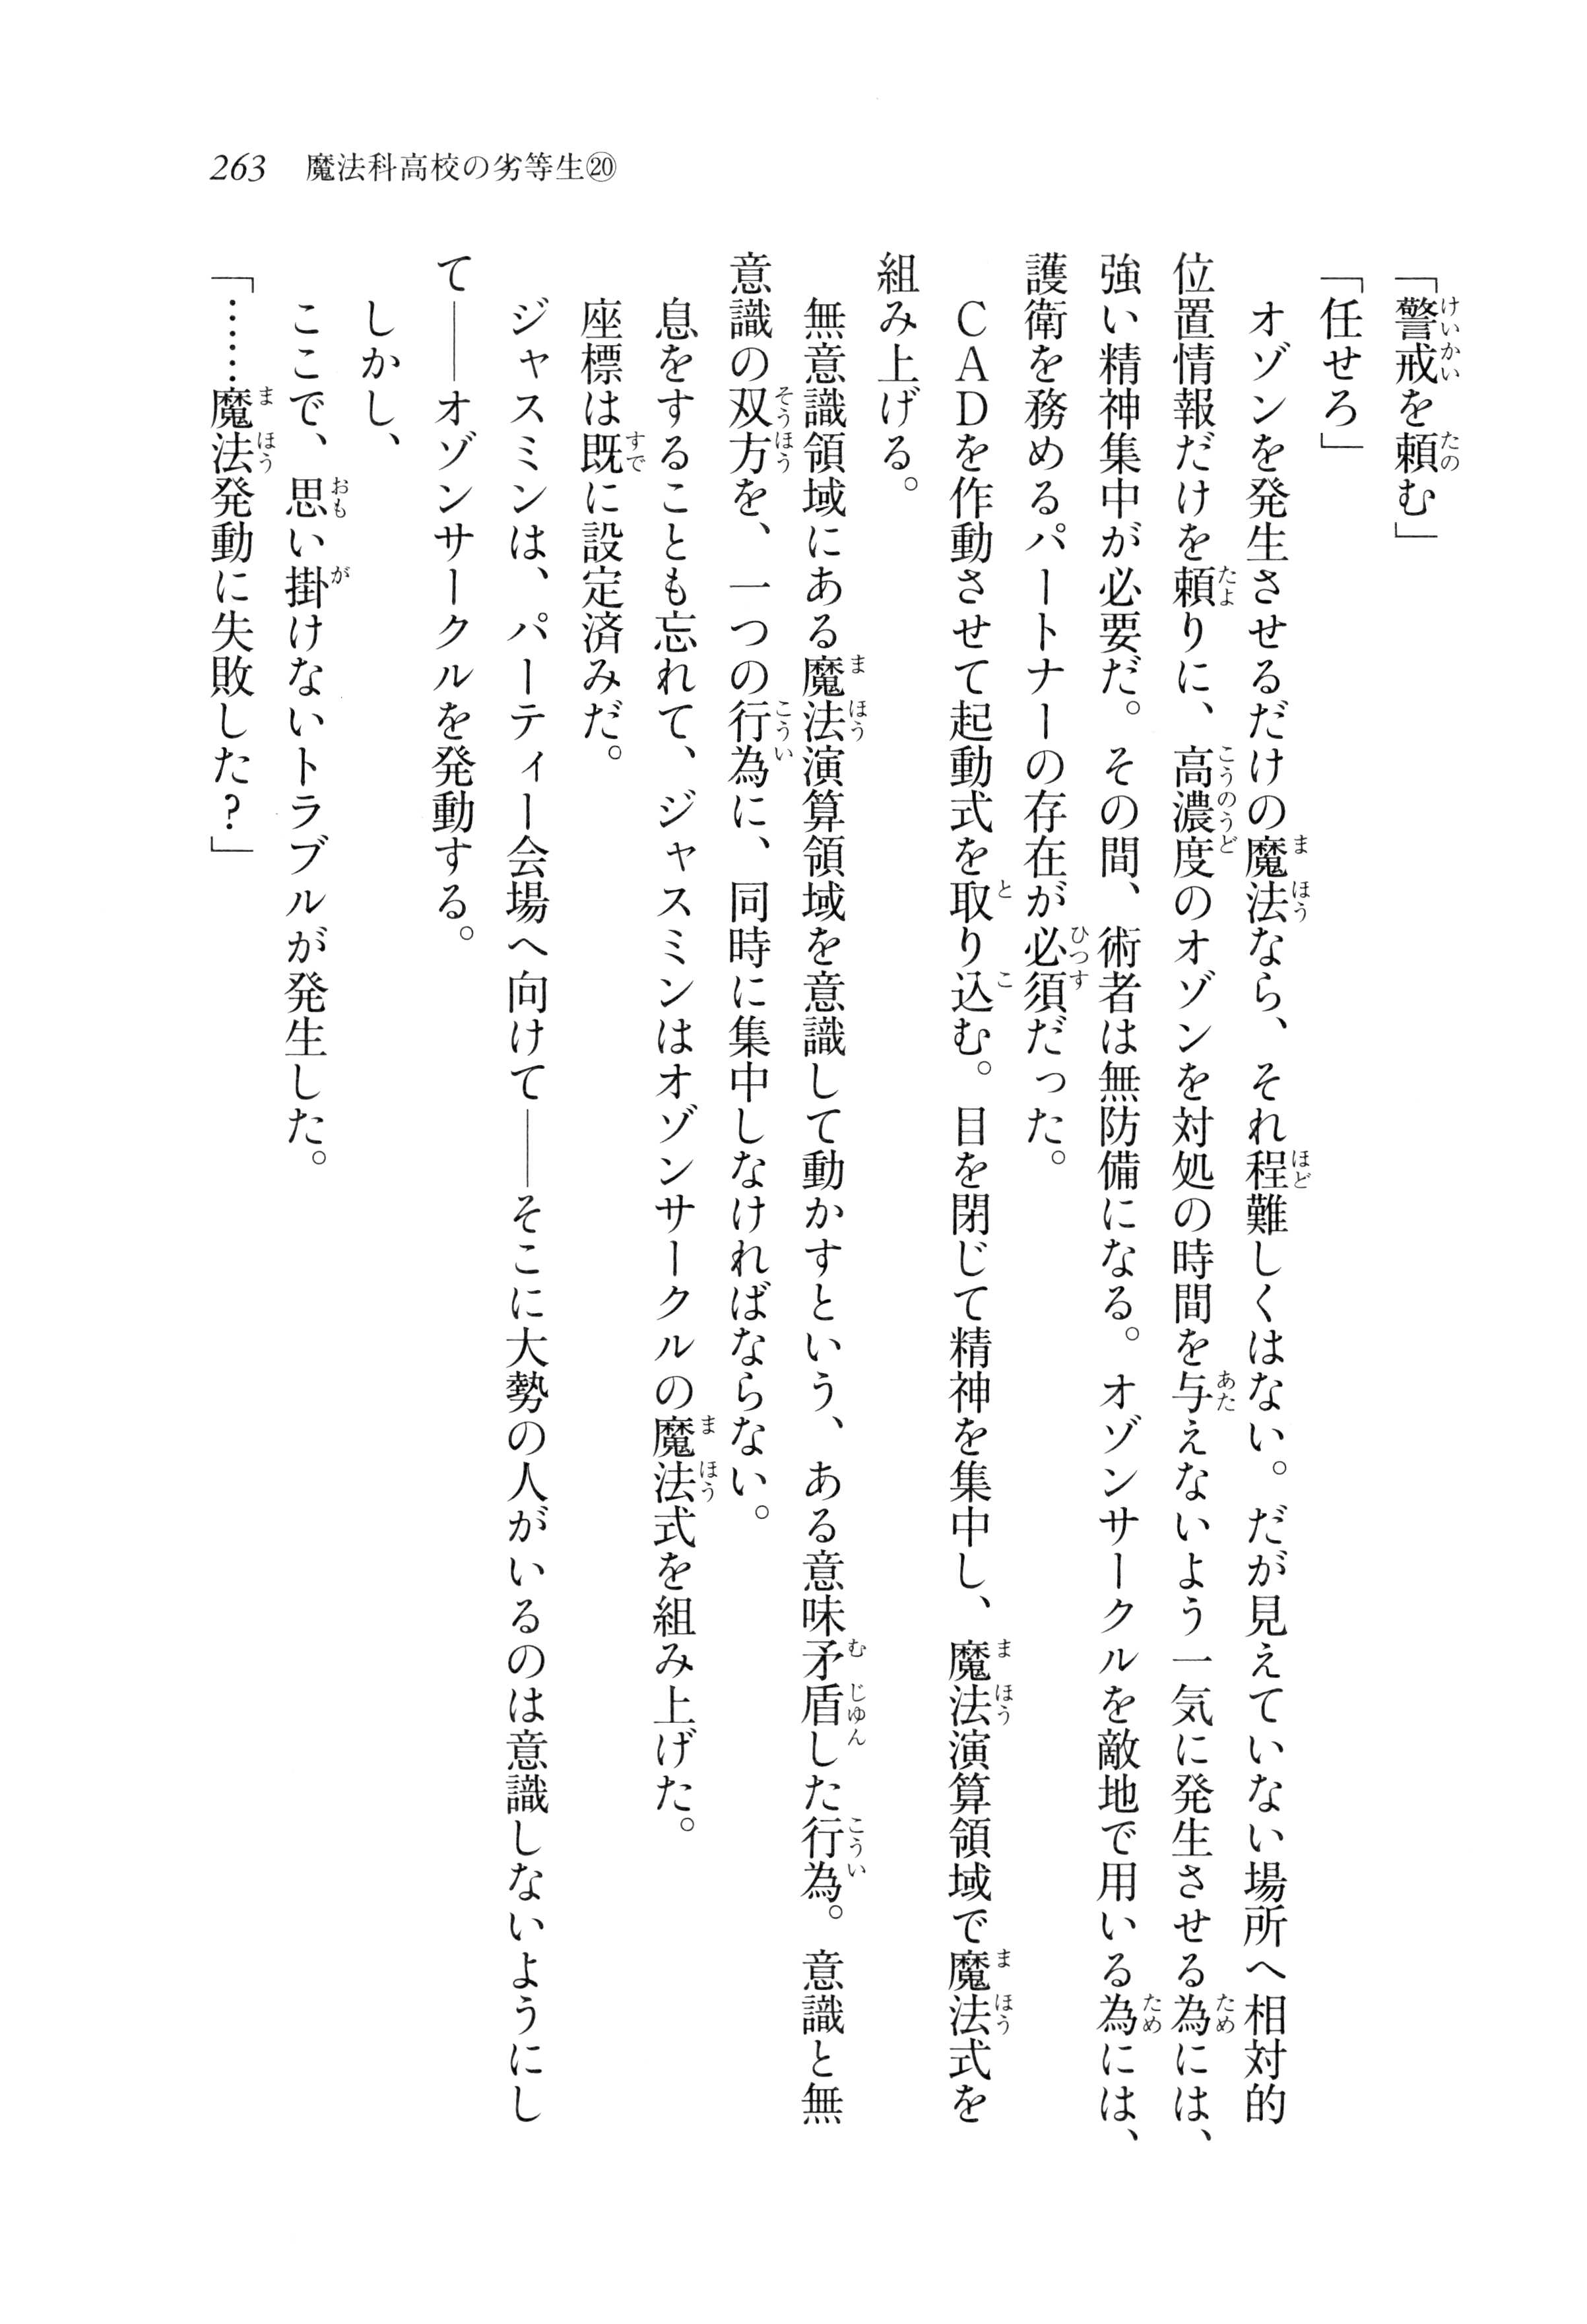 263 魔法科高校の劣等生⑳
「警戒を頼む」
「任せろ」
オゾンを発生させるだけの魔法なら、それ程難しくはない。だが見えていない場所へ相対的
位置情報だけを頼りに、高濃度のオゾンを対処の時間を与えないよう一気に発生させる為には、
強い精神集中が必要だ。その間、術者は無防備になる。オゾンサークルを敵地で用いる為には、
護衛を務めるパートナーの存在が必須だった。
ＣＡＤを作動させて起動式を取り込む。目を閉じて精神を集中し、魔法演算領域で魔法式を
組み上げる。
無意識領域にある魔法演算領域を意識して動かすという、ある意味矛盾した行為。意識と無
意識の双方を、一つの行為に、同時に集中しなければならない。
息をすることも忘れて、ジャスミンはオゾンサークルの魔法式を組み上げた。
座標は既に設定済みだ。
ジャスミンは、パーティー会場へ向けて――そこに大勢の人がいるのは意識しないようにし
て――オゾンサークルを発動する。
しかし、
ここで、思い掛けないトラブルが発生した。
「……魔法発動に失敗した？」